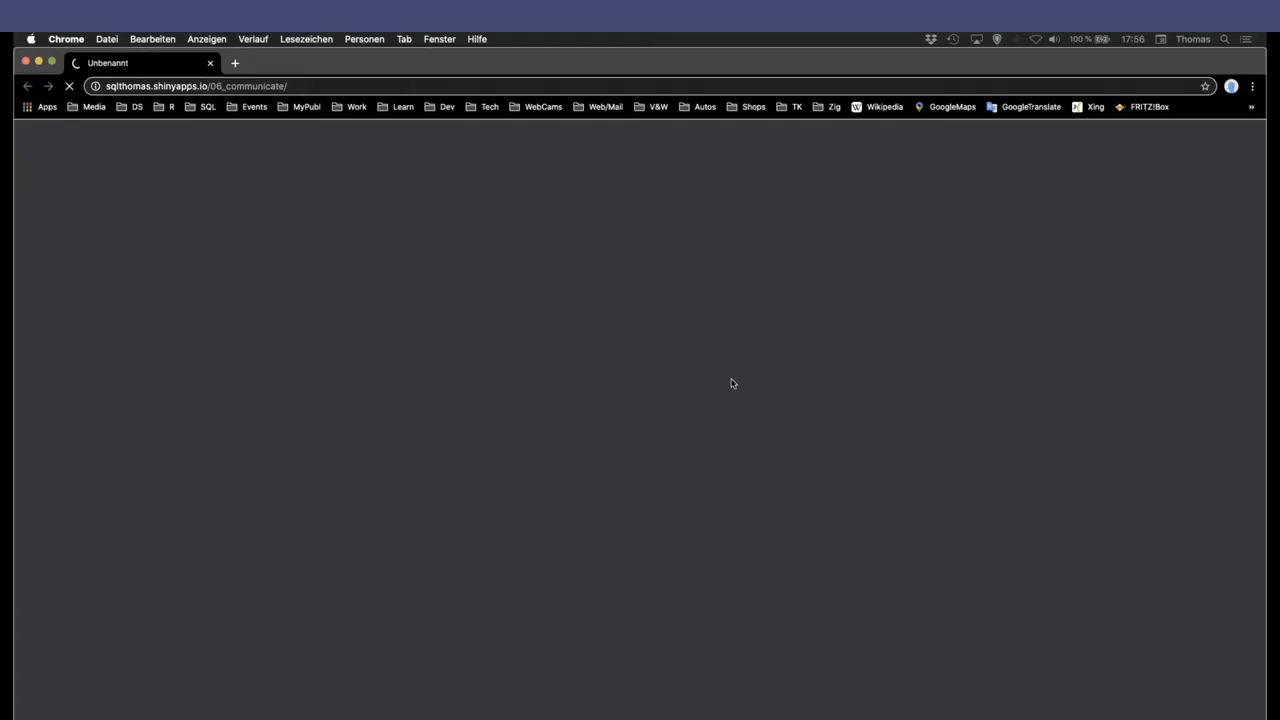 Chrome Datei Bearbeiten Anzeigen Verlauf Lesezeichen Personen Tab Fenster Hilfe 100 % 17:56 Thomas
Unbenannt
sqlthomas.shinyapps.io/06_communicate/
Apps Media DS R SQL Events MyPubl Work Learn Dev Tech WebCams Web/Mail V&W Autos Shops TK Zig Wikipedia GoogleMaps GoogleTranslate Xing FRITZ!Box